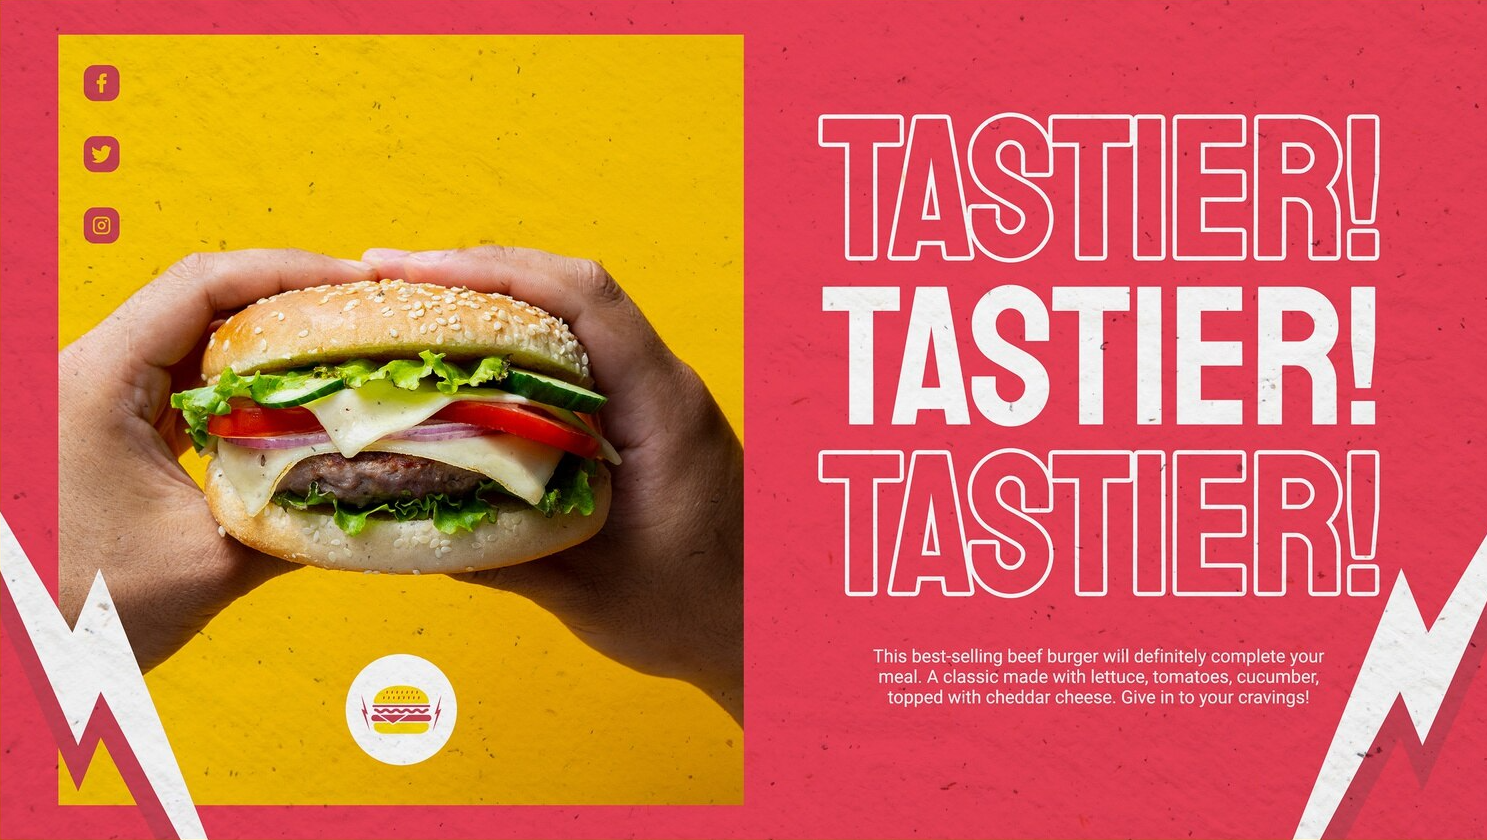 TASTIER!
TASTIER!
TASTIER!
This best-selling beef burger will definitely complete your
meal. A classic made with lettuce, tomatoes, cucumber,
topped with cheddar cheese. Give in to your cravings!